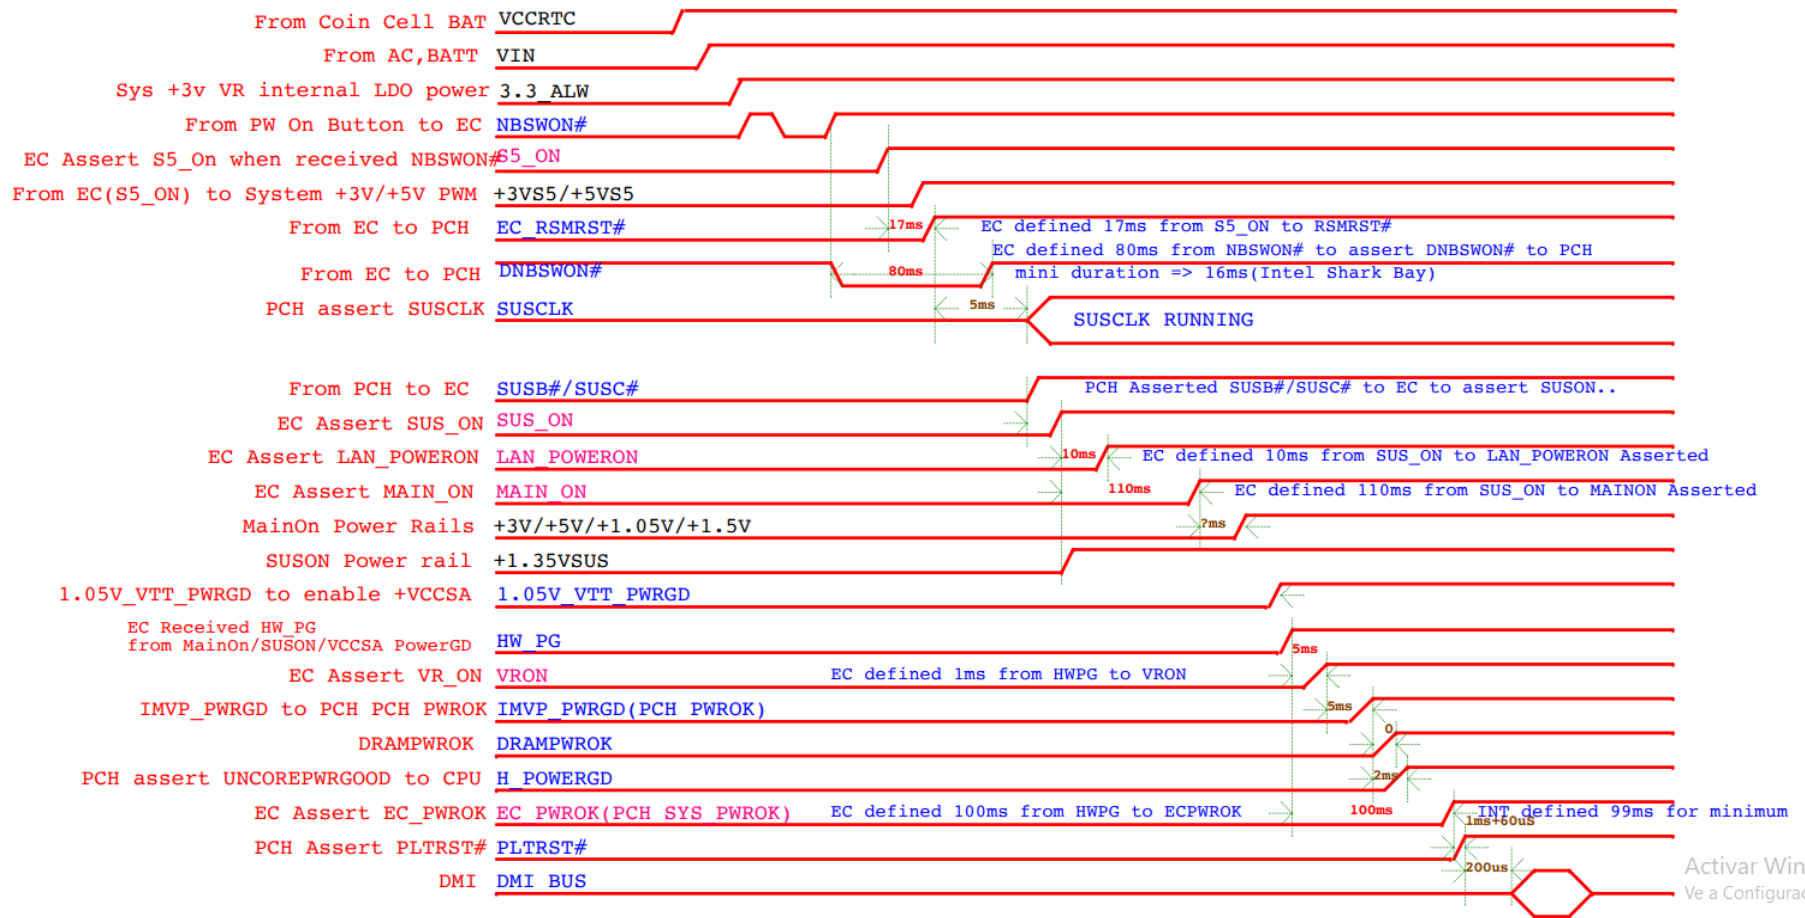 From Coin Cell BAT VCCRTC
From AC,BATT VIN
Sys +3v VR internal LDO power 3.3_ALW
From PW On Button to EC NBSWON#
EC Assert S5_On when received NBSWON# S5_ON
From EC(S5_ON) to System +3V/+5V PWM +3VS5/+5VS5
From EC to PCH EC_RSMRST# 17ms EC defined 17ms from S5_ON to RSMRST#
EC defined 80ms from NBSWON# to assert DNBSWON# to PCH
From EC to PCH DNBSWON# 80ms mini duration => 16ms(Intel Shark Bay)
PCH assert SUSCLK SUSCLK 5ms
SUSCLK RUNNING
From PCH to EC SUSB#/SUSC# PCH Asserted SUSB#/SUSC# to EC to assert SUSON..
EC Assert SUS_ON SUS_ON
EC Assert LAN_POWERON LAN_POWERON 10ms EC defined 10ms from SUS_ON to LAN_POWERON Asserted
EC Assert MAIN_ON MAIN_ON 110ms EC defined 110ms from SUS_ON to MAINON Asserted
MainOn Power Rails +3V/+5V/+1.05V/+1.5V ?ms
SUSON Power rail +1.35VSUS
1.05V_VTT_PWRGD to enable +VCCSA 1.05V_VTT_PWRGD
EC Received HW_PG
from MainOn/SUSON/VCCSA PowerGD HW_PG 5ms
EC Assert VR_ON VRON EC defined 1ms from HWPG to VRON
IMVP_PWRGD to PCH PCH PWROK IMVP_PWRGD(PCH PWROK) 5ms
DRAMPWROK DRAMPWROK 0
PCH assert UNCOREPWRGOOD to CPU H_POWERGD 2ms
EC Assert EC_PWROK EC_PWROK(PCH SYS_PWROK) EC defined 100ms from HWPG to ECPWROK 100ms INT defined 99ms for minimum
1ms+60us
PCH Assert PLTRST# PLTRST#
200us
DMI DMI BUS
Activar Win
Ve a Configurac